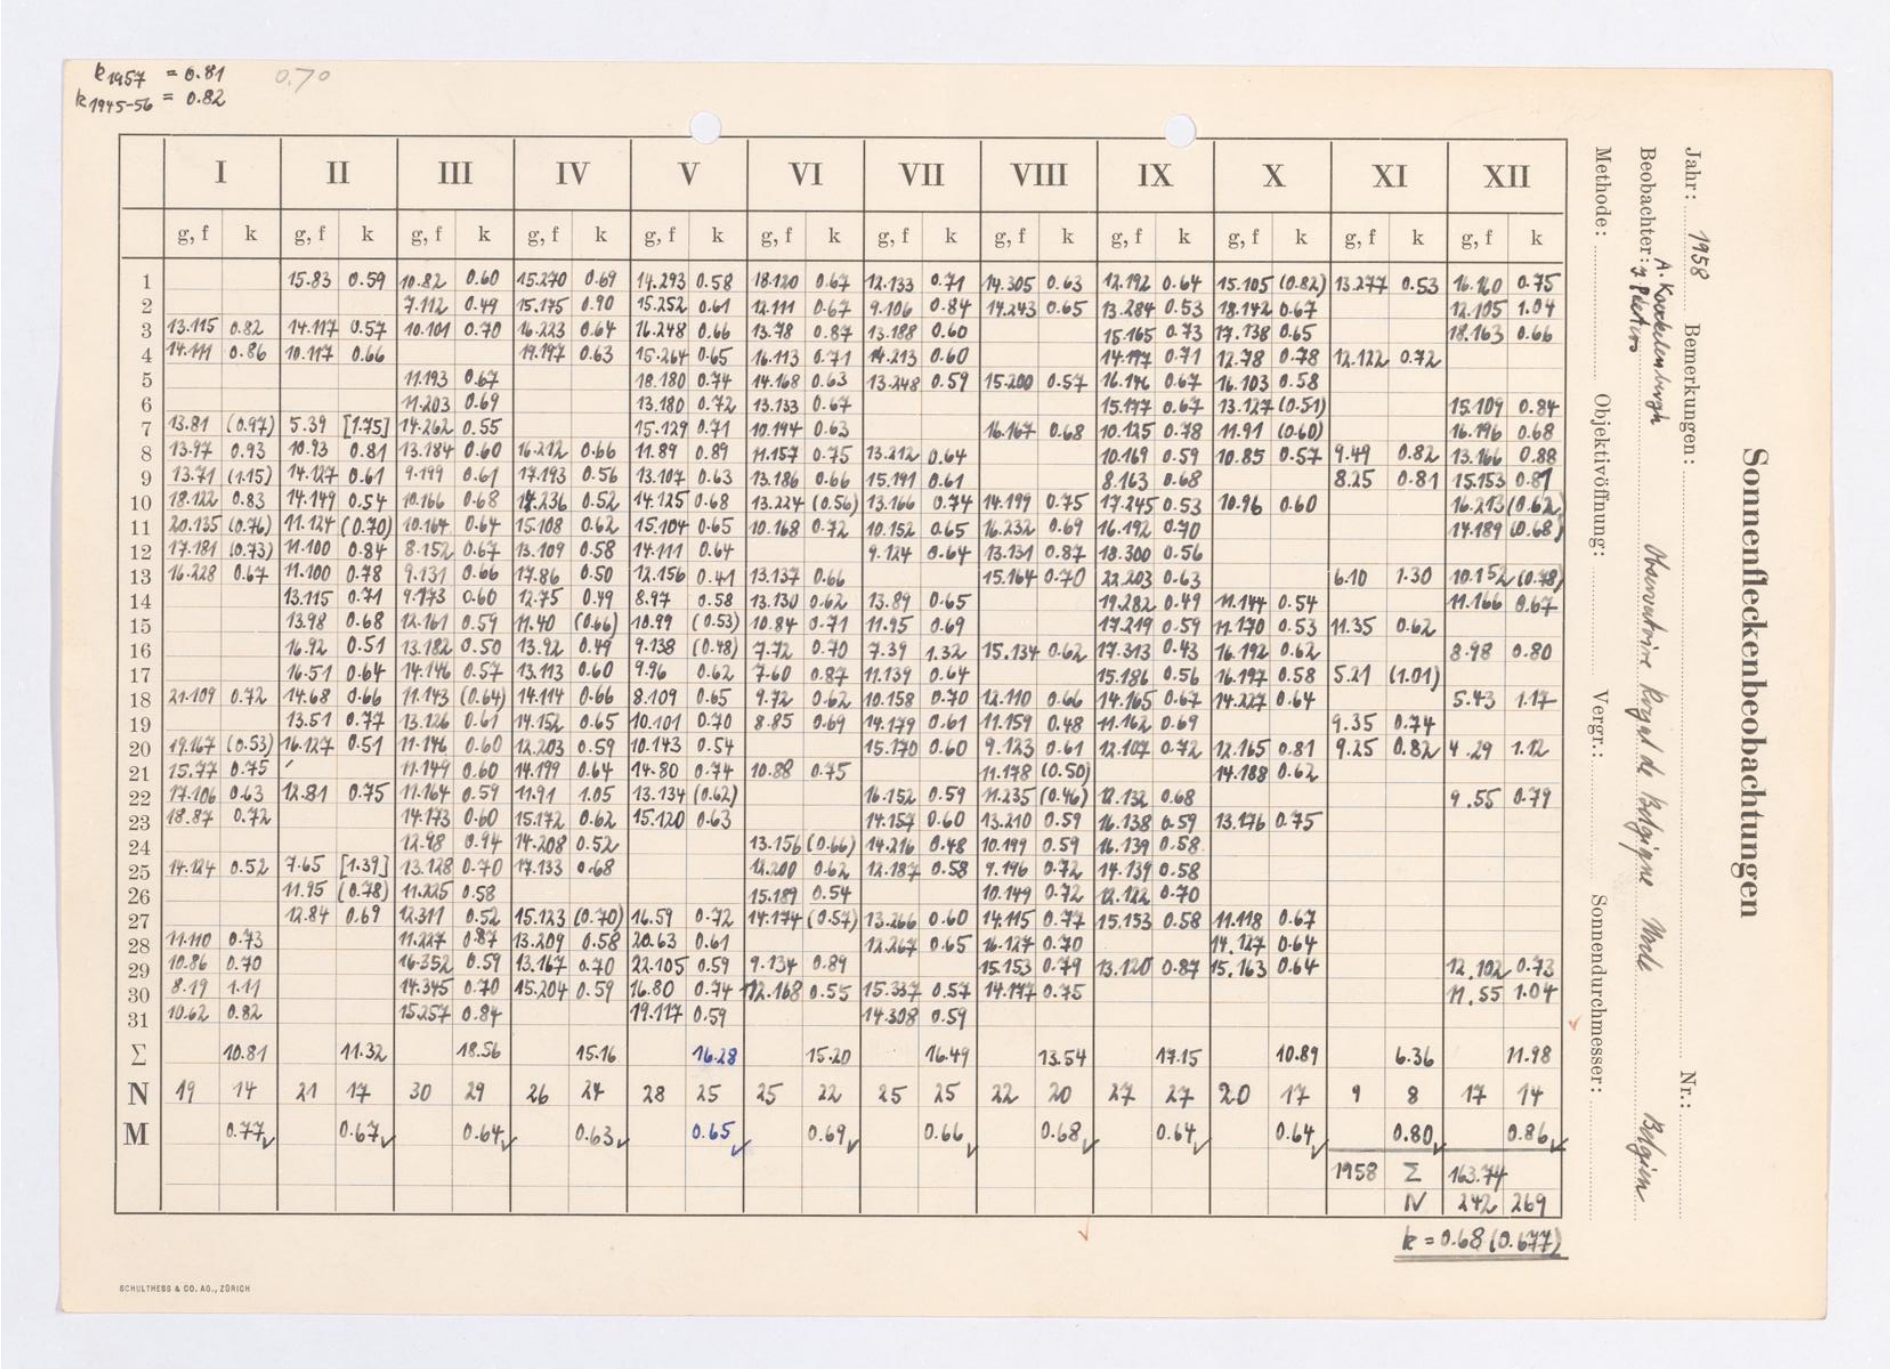 k 1957 = 0.81 0.70
k 1945-56 = 0.82
I II III IV V VI VII VIII IX X XI XII
g, f k g, f k g, f k g, f k g, f k g, f k g, f k g, f k g, f k g, f k g, f k g, f k
1 15.83 0.59 10.82 0.60 15.270 0.69 14.293 0.58 18.120 0.67 12.133 0.71 14.305 0.63 12.192 0.64 15.105 (0.82) 13.277 0.53 16.160 0.75
2 7.112 0.49 15.175 0.90 15.252 0.61 12.111 0.67 9.106 0.84 14.243 0.65 13.284 0.53 18.142 0.67 12.105 1.04
3 13.115 0.82 14.117 0.57 10.101 0.70 16.223 0.64 16.248 0.66 13.78 0.87 13.188 0.60 15.165 0.73 17.138 0.65 18.163 0.66
4 14.111 0.86 10.117 0.66 19.197 0.63 15.264 0.65 16.113 0.71 14.213 0.60 14.197 0.71 12.78 0.78 12.122 0.72
5 11.193 0.67 18.180 0.74 14.168 0.63 13.248 0.59 15.200 0.57 16.146 0.67 16.103 0.58
6 11.203 0.69 13.180 0.72 13.133 0.67 15.177 0.67 13.127 (0.51) 15.109 0.84
7 13.81 (0.97) 5.39 [1.75] 14.262 0.55 15.129 0.71 10.194 0.63 16.167 0.68 10.125 0.78 11.91 (0.60) 16.196 0.68
8 13.97 0.93 10.93 0.81 13.184 0.60 16.212 0.66 11.89 0.89 11.157 0.75 13.212 0.64 10.169 0.59 10.85 0.57 9.49 0.82 13.166 0.88
9 13.71 (1.15) 14.127 0.61 9.199 0.61 17.193 0.56 13.107 0.63 13.186 0.66 15.191 0.61 8.163 0.68 8.25 0.81 15.153 0.87
10 18.122 0.83 14.149 0.54 10.166 0.68 14.236 0.52 14.125 0.68 13.224 (0.56) 13.166 0.74 14.199 0.75 17.245 0.53 10.96 0.60 16.213 (0.62)
11 20.135 (0.76) 11.124 (0.70) 10.164 0.64 15.108 0.62 15.104 0.65 10.168 0.72 10.152 0.65 16.232 0.69 16.192 0.70 14.189 (0.68)
12 17.181 (0.73) 11.100 0.84 8.152 0.67 13.109 0.58 14.111 0.64 9.124 0.64 13.131 0.87 18.300 0.56
13 16.228 0.67 11.100 0.78 9.131 0.66 17.86 0.50 12.156 0.41 13.137 0.66 15.164 0.70 22.203 0.63 6.10 1.30 10.152 (0.78)
14 13.115 0.71 9.173 0.60 12.75 0.49 8.97 0.58 13.130 0.62 13.89 0.65 19.282 0.49 11.144 0.54 11.166 0.67
15 13.98 0.68 12.161 0.59 11.40 (0.66) 10.99 (0.53) 10.84 0.71 11.95 0.69 17.219 0.59 11.170 0.53 11.35 0.62
16 16.92 0.51 13.182 0.50 13.92 0.49 9.138 (0.48) 7.72 0.70 7.39 1.32 15.134 0.62 17.313 0.43 16.192 0.62 8.98 0.80
17 16.51 0.64 14.146 0.57 13.113 0.60 9.96 0.62 7.60 0.87 11.139 0.64 15.186 0.56 16.197 0.58 5.21 (1.01)
18 21.109 0.72 14.68 0.66 11.143 (0.64) 14.114 0.66 8.109 0.65 9.72 0.62 10.158 0.70 12.110 0.66 14.165 0.67 14.227 0.64 5.43 1.17
19 13.51 0.77 13.126 0.61 14.152 0.65 10.101 0.70 8.85 0.69 14.179 0.61 11.159 0.48 11.162 0.69 9.35 0.74
20 19.167 (0.53) 16.127 0.51 11.146 0.60 12.203 0.59 10.143 0.54 15.170 0.60 9.123 0.61 12.107 0.72 12.165 0.81 9.25 0.82 4.29 1.12
21 15.77 0.75 11.149 0.60 14.199 0.64 14.80 0.74 10.88 0.75 11.178 (0.50) 14.188 0.62
22 17.106 0.63 12.81 0.75 11.164 0.59 11.91 1.05 13.134 (0.62) 16.152 0.59 11.235 (0.46) 12.132 0.68 9.55 0.79
23 18.87 0.72 14.173 0.60 15.172 0.62 15.120 0.63 14.157 0.60 13.210 0.59 16.138 0.59 13.176 0.75
24 12.98 0.94 14.208 0.52 13.156 (0.66) 14.216 0.48 10.199 0.59 16.139 0.58
25 14.124 0.52 7.65 [1.39] 13.128 0.70 17.133 0.68 12.200 0.62 12.187 0.58 9.196 0.72 14.139 0.58
26 11.95 (0.78) 11.225 0.58 15.189 0.54 10.149 0.72 12.122 0.70
27 12.84 0.69 12.311 0.52 15.123 (0.70) 16.59 0.72 14.174 (0.57) 13.266 0.60 14.115 0.77 15.153 0.58 11.118 0.67
28 11.110 0.73 11.227 0.87 13.209 0.58 20.63 0.61 12.267 0.65 16.127 0.70 14.127 0.64
29 10.86 0.70 16.352 0.59 13.167 0.70 22.105 0.59 9.134 0.89 15.153 0.79 13.120 0.87 15.163 0.64 12.102 0.73
30 8.19 1.11 14.345 0.70 15.204 0.59 16.80 0.74 12.168 0.55 15.337 0.57 14.177 0.75 11.55 1.04
31 10.62 0.82 15.257 0.84 19.117 0.59 14.308 0.59
Σ 10.81 11.32 18.56 15.16 16.28 15.20 16.49 13.54 17.15 10.89 6.36 11.98
N 19 14 21 17 30 29 26 24 28 25 25 22 25 25 22 20 27 27 20 17 9 8 17 14
M 0.77 0.67 0.64 0.63 0.65 0.69 0.66 0.68 0.64 0.64 0.80 0.86
1958 Σ 163.74
N 242 269
k = 0.68 (0.677)
SCHULTHESS & CO. AG., ZÜRICH
Sonnenfleckenbeobachtungen
Jahr: 1958 Bemerkungen: Nr.:
Beobachter: A. Koeckelenbergh Observatoire Royal de Belgique Uccle Belgien
Methode: Objektivöffnung: Vergr.: Sonnendurchmesser: